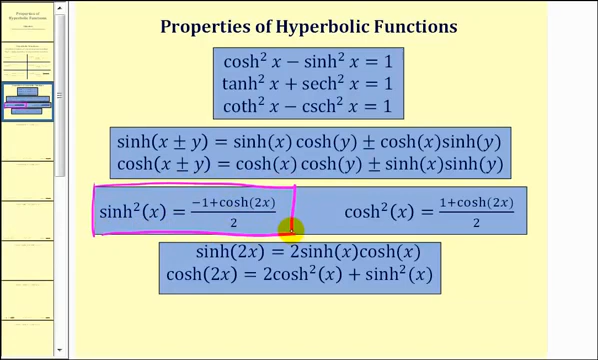 Properties of
Hyperbolic Functions
Properties of Hyperbolic Functions
cosh² x − sinh² x = 1
tanh² x + sech² x = 1
coth² x − csch² x = 1
sinh(x ± y) = sinh(x) cosh(y) ± cosh(x)sinh(y)
cosh(x ± y) = cosh(x) cosh(y) ± sinh(x)sinh(y)
sinh²(x) = −1+cosh(2x)/2 cosh²(x) = 1+cosh(2x)/2
sinh(2x) = 2sinh(x)cosh(x)
cosh(2x) = 2cosh²(x) + sinh²(x)